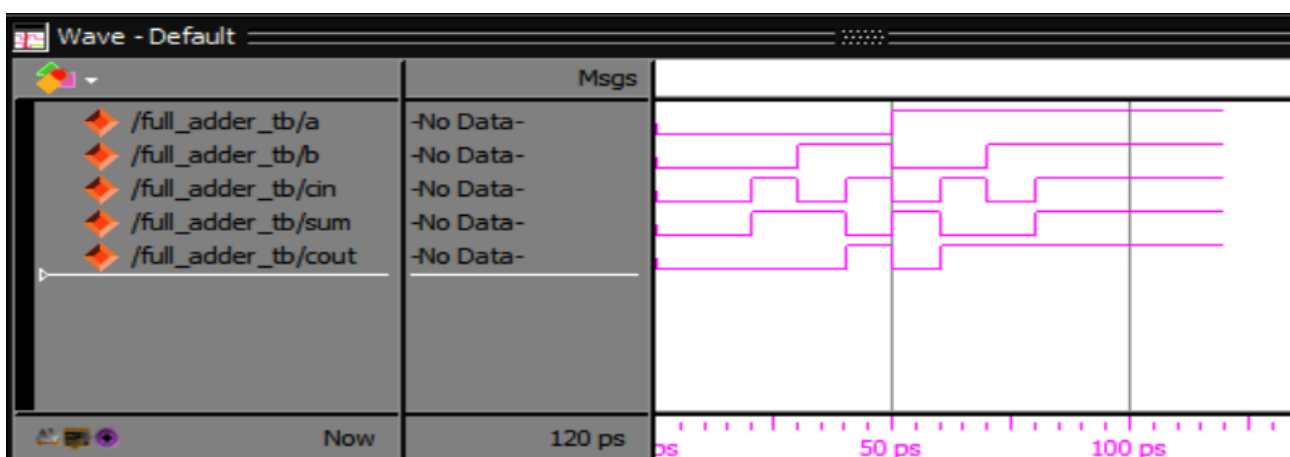 Wave - Default
Msgs
/full_adder_tb/a -No Data-
/full_adder_tb/b -No Data-
/full_adder_tb/cin -No Data-
/full_adder_tb/sum -No Data-
/full_adder_tb/cout -No Data-
Now 120 ps ps 50 ps 100 ps